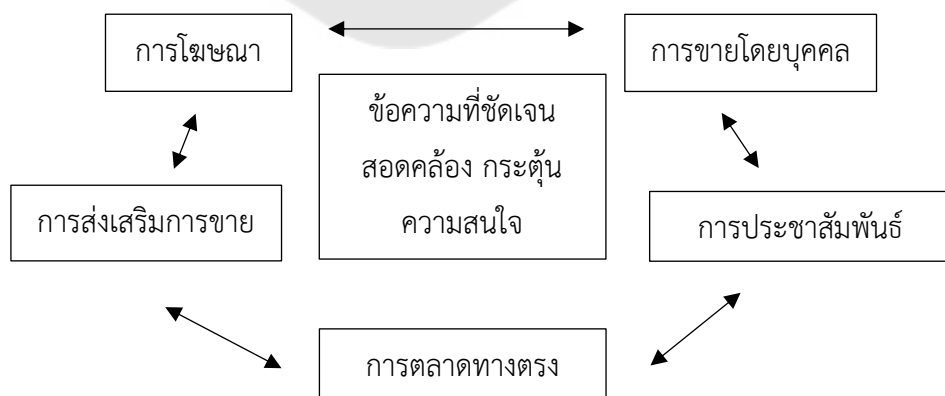 การโฆษณา
การขายโดยบุคคล
ข้อความที่ชัดเจน
สอดคล้อง กระตุ้น
ความสนใจ
การส่งเสริมการขาย
การประชาสัมพันธ์
การตลาดทางตรง